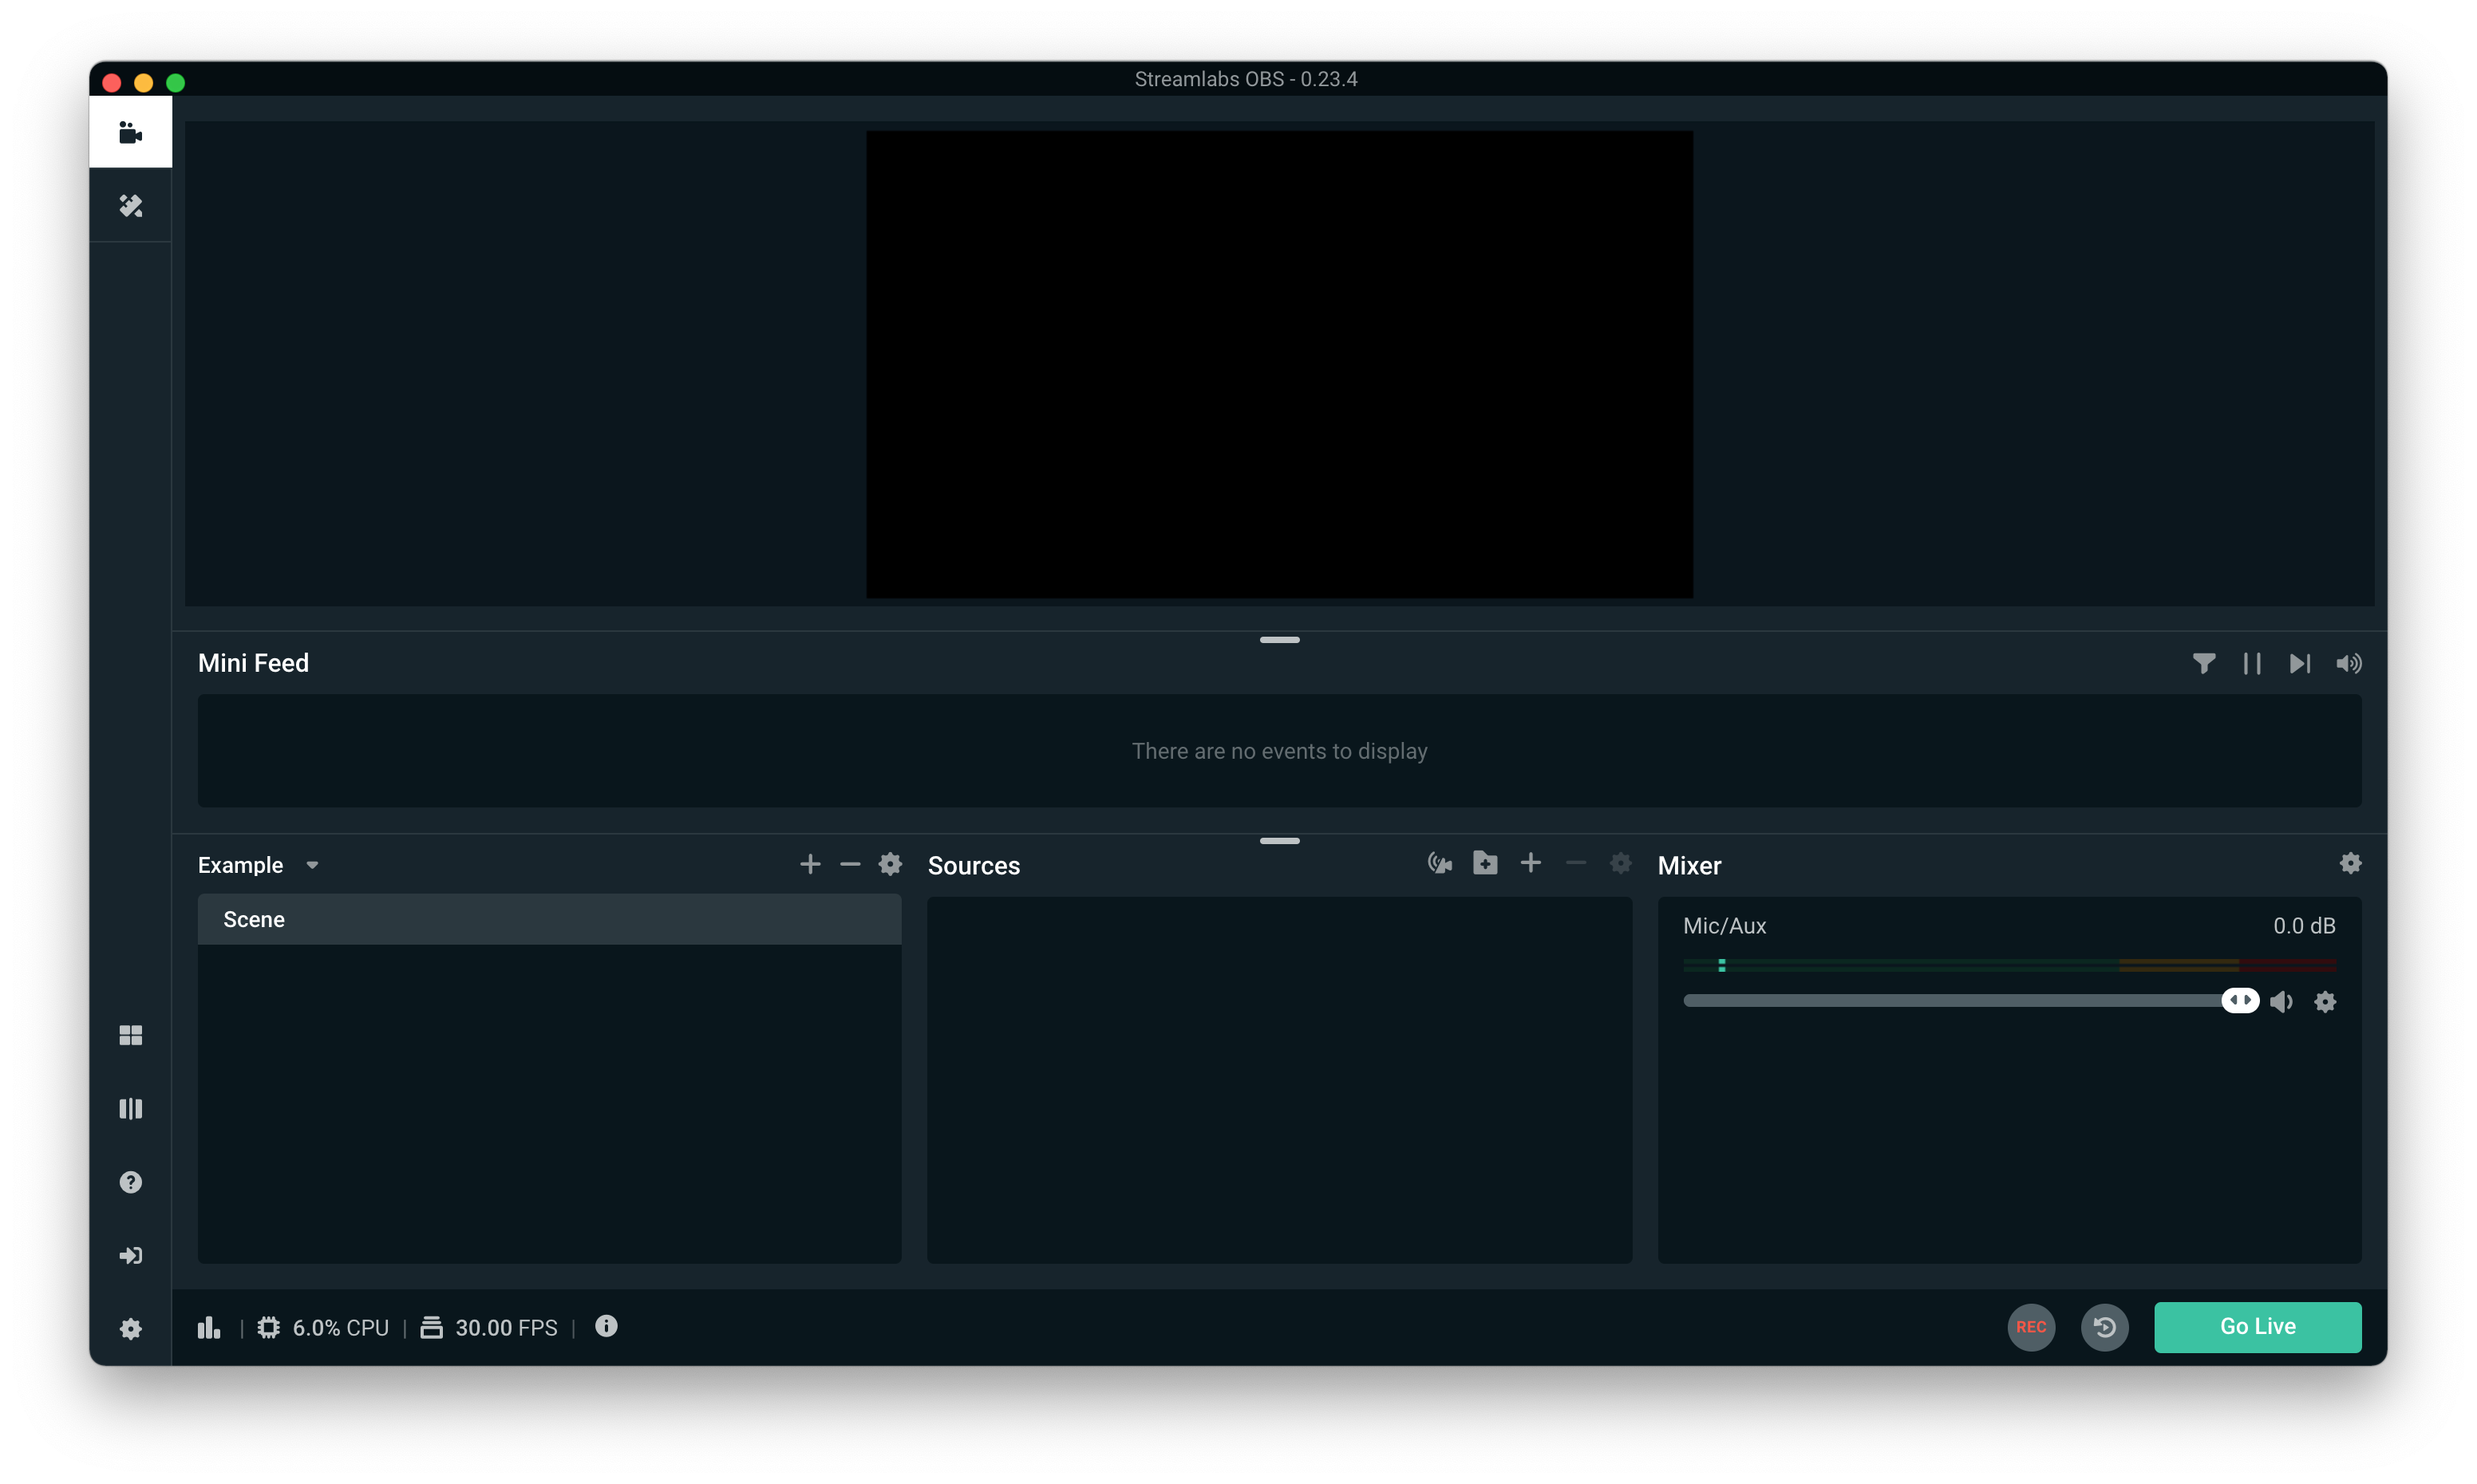 Streamlabs OBS - 0.23.4
Mini Feed
There are no events to display
Example
Sources
Mixer
Scene
Mic/Aux 0.0 dB
| 6.0% CPU | 30.00 FPS |
REC
Go Live